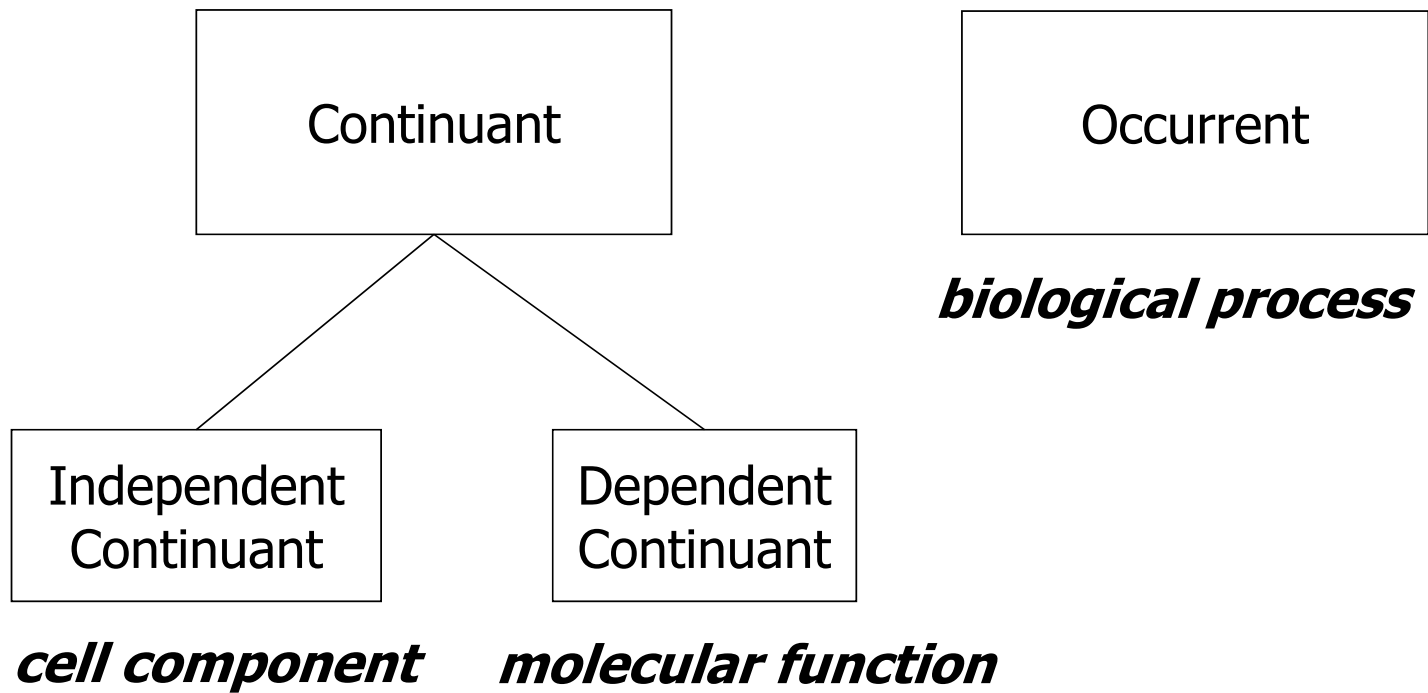 Continuant
Occurrent
biological process
Independent
Continuant
Dependent
Continuant
cell component
molecular function